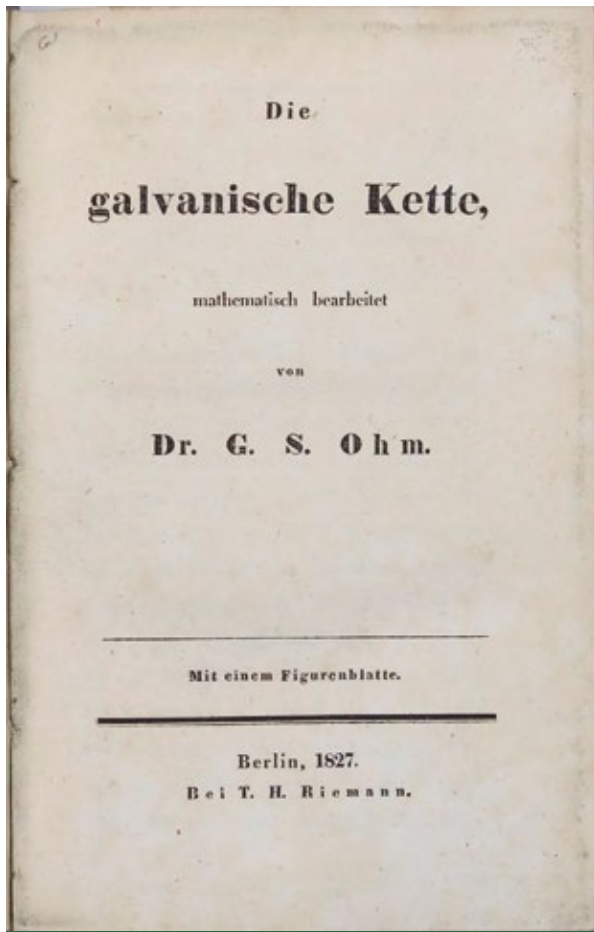 Die
galvanische Kette,
mathematisch bearbeitet
von
Dr. G. S. Ohm.
Mit einem Figurenblatte.
Berlin, 1827.
Bei T. H. Riemann.